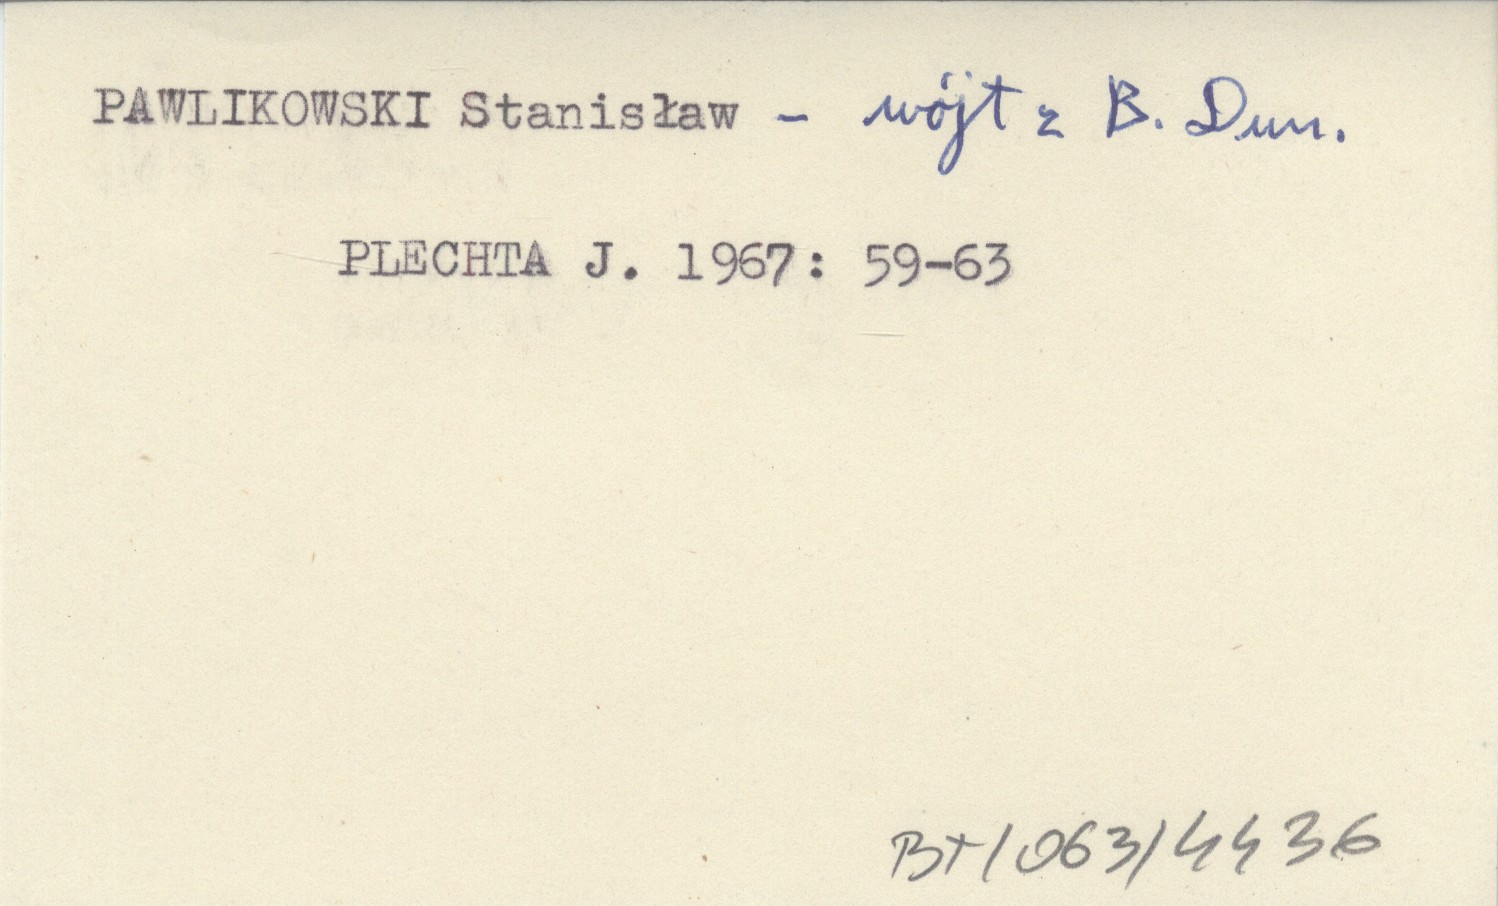 PAWLIKOWSKI Stanisław - wójt z B. Dun.
PLECHTA J. 1967: 59-63
BT/063/4436